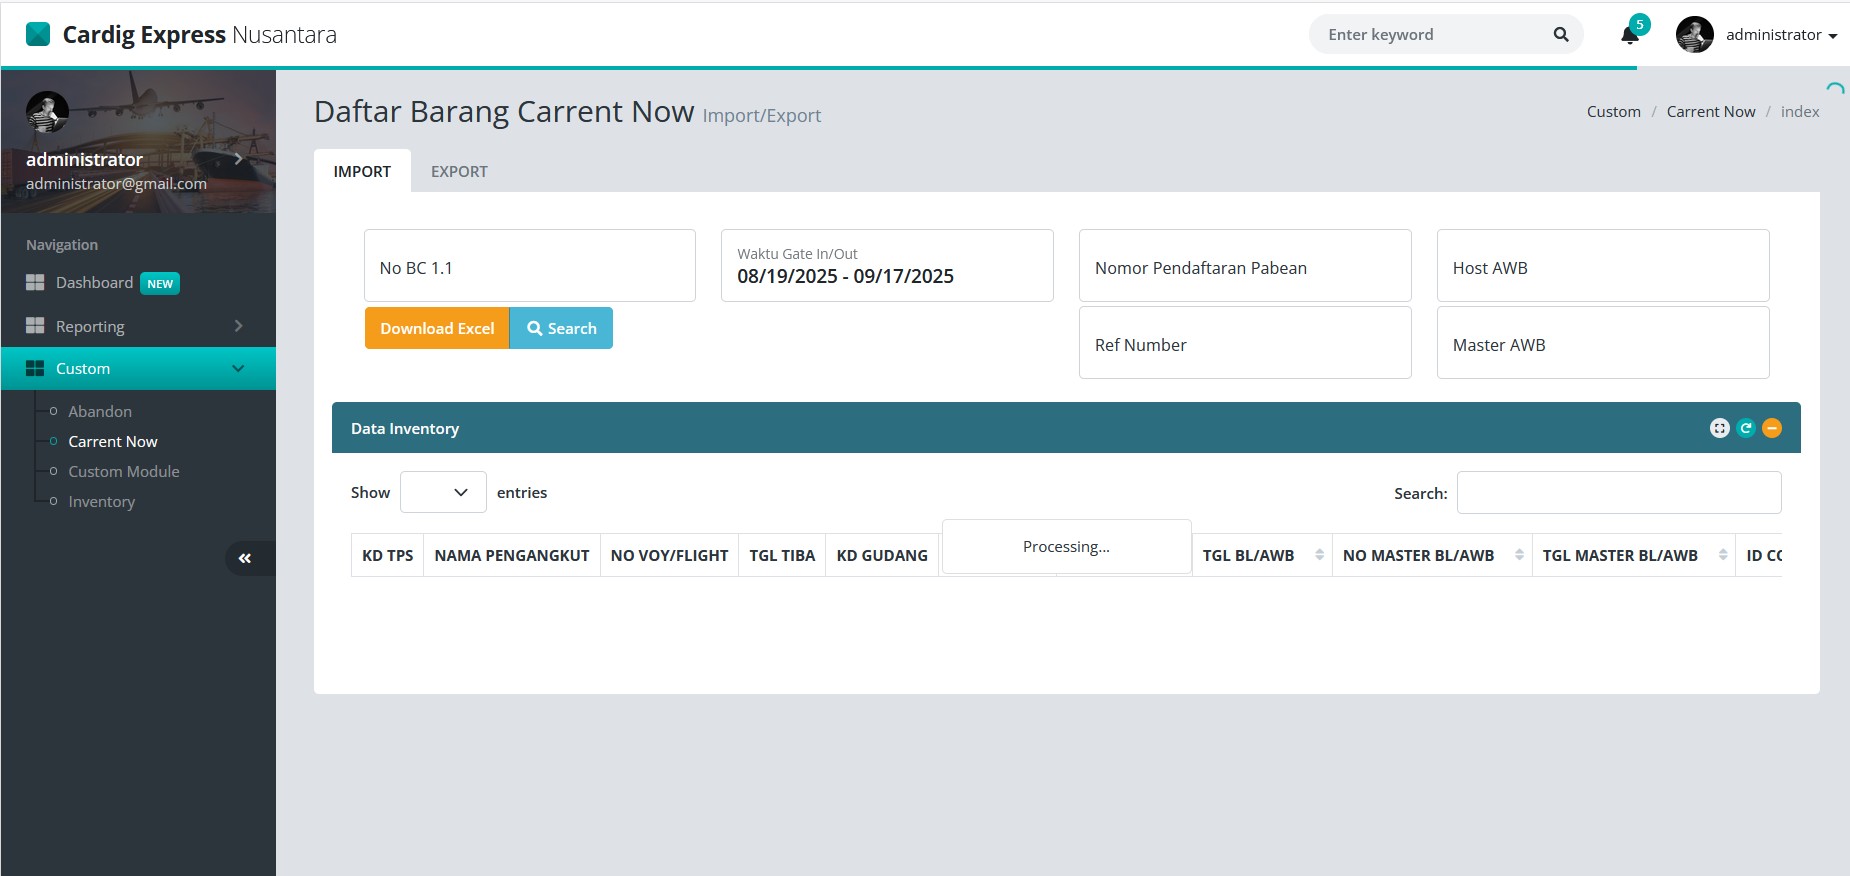 Cardig Express Nusantara
Enter keyword
5
administrator
administrator
administrator@gmail.com
Navigation
Dashboard NEW
Reporting
Custom
Abandon
Carrent Now
Custom Module
Inventory
Daftar Barang Carrent Now Import/Export
Custom / Carrent Now / index
IMPORT EXPORT
No BC 1.1
Waktu Gate In/Out
08/19/2025 - 09/17/2025
Nomor Pendaftaran Pabean
Host AWB
Download Excel Search
Ref Number
Master AWB
Data Inventory
Show entries
Search:
Processing...
KD TPS NAMA PENGANGKUT NO VOY/FLIGHT TGL TIBA KD GUDANG TGL BL/AWB NO MASTER BL/AWB TGL MASTER BL/AWB ID